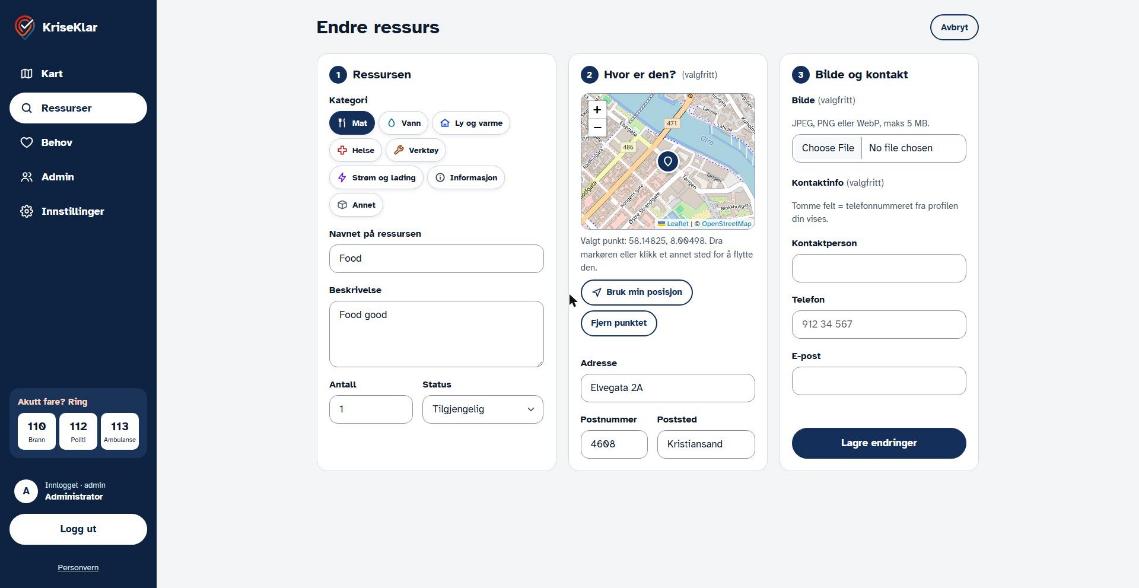 KriseKlar
Kart
Ressurser
Behov
Admin
Innstillinger
Akutt fare? Ring
110 112 113
Brann Politi Ambulanse
A
Innlogget · admin
Administrator
Logg ut
Personvern
Endre ressurs
Avbryt
1 Ressursen
Kategori
Mat Vann Ly og varme
Helse Verktøy
Strøm og lading Informasjon
Annet
Navnet på ressursen
Food
Beskrivelse
Food good
Antall Status
1 Tilgjengelig
2 Hvor er den? (valgfritt)
+
−
471
486
Otra
Leaflet | © OpenStreetMap
Valgt punkt: 58.14825, 8.00498. Dra
markøren eller klikk et annet sted for å flytte
den.
Bruk min posisjon
Fjern punktet
Adresse
Elvegata 2A
Postnummer Poststed
4608 Kristiansand
3 Bilde og kontakt
Bilde (valgfritt)
JPEG, PNG eller WebP, maks 5 MB.
Choose File No file chosen
Kontaktinfo (valgfritt)
Tomme felt = telefonnummeret fra profilen
din vises.
Kontaktperson
Telefon
912 34 567
E-post
Lagre endringer